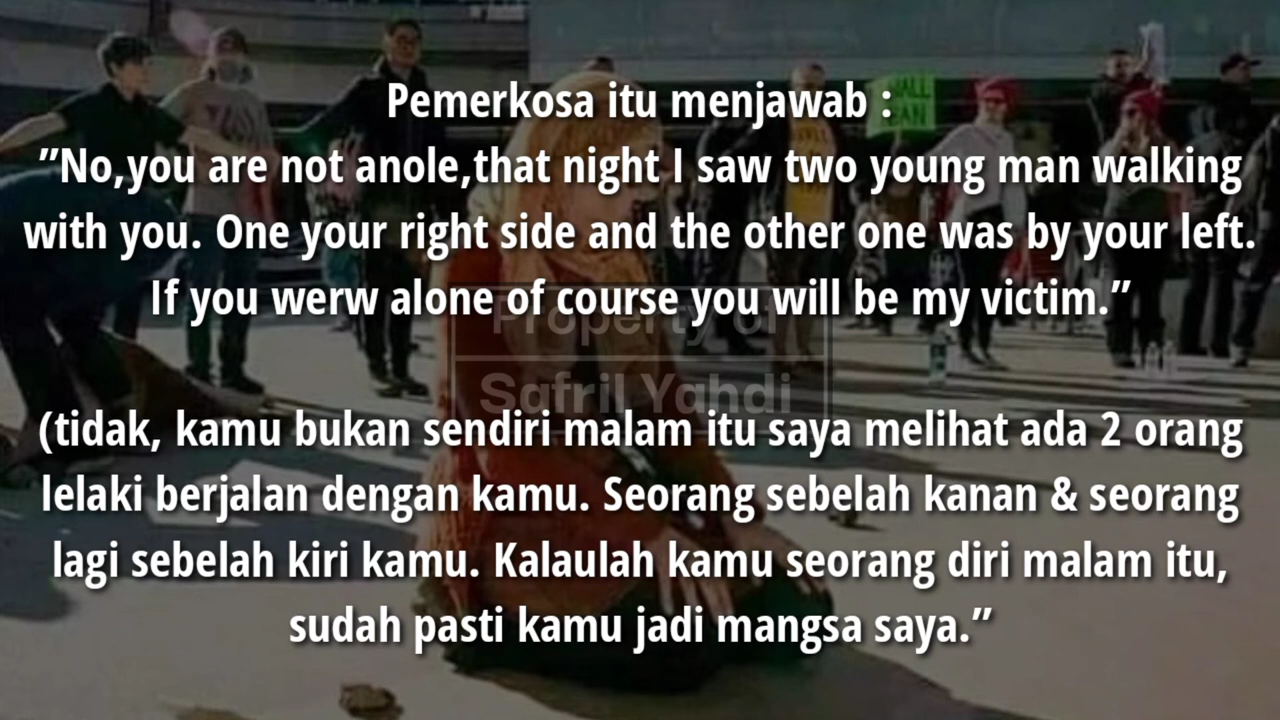 Pemerkosa itu menjawab :
”No,you are not anole,that night I saw two young man walking
with you. One your right side and the other one was by your left.
If you werw alone of course you will be my victim.”
Property of
Safril Yahdi
(tidak, kamu bukan sendiri malam itu saya melihat ada 2 orang
lelaki berjalan dengan kamu. Seorang sebelah kanan & seorang
lagi sebelah kiri kamu. Kalaulah kamu seorang diri malam itu,
sudah pasti kamu jadi mangsa saya.”